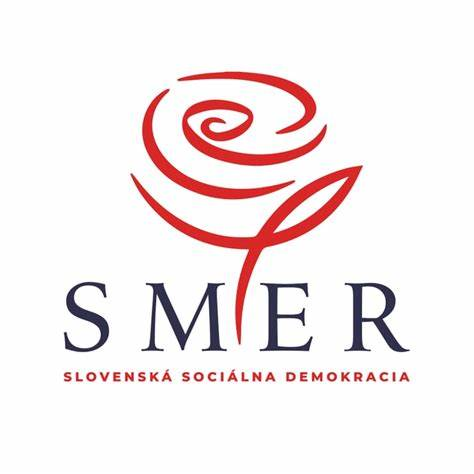 SMER
SLOVENSKÁ SOCIÁLNA DEMOKRACIA